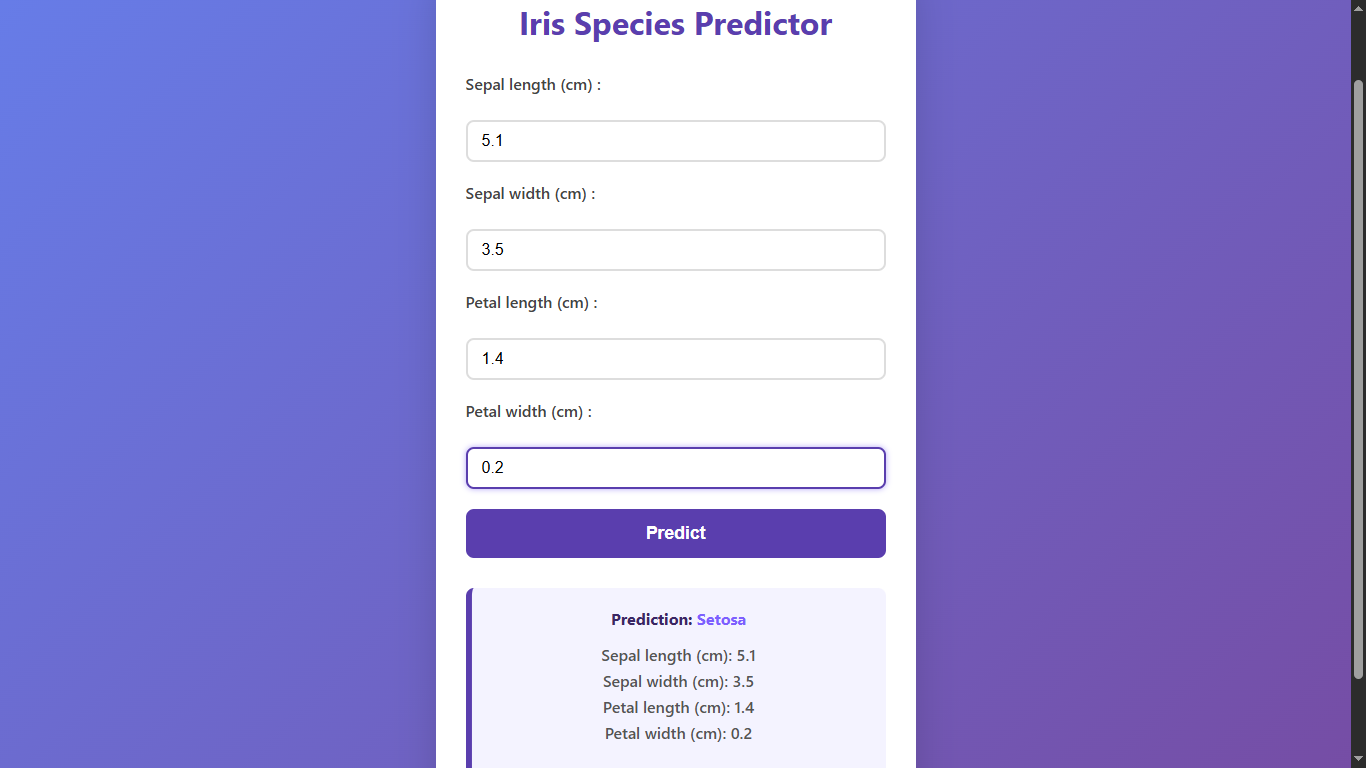 Iris Species Predictor
Sepal length (cm) :
5.1
Sepal width (cm) :
3.5
Petal length (cm) :
1.4
Petal width (cm) :
0.2
Predict
Prediction: Setosa
Sepal length (cm): 5.1
Sepal width (cm): 3.5
Petal length (cm): 1.4
Petal width (cm): 0.2